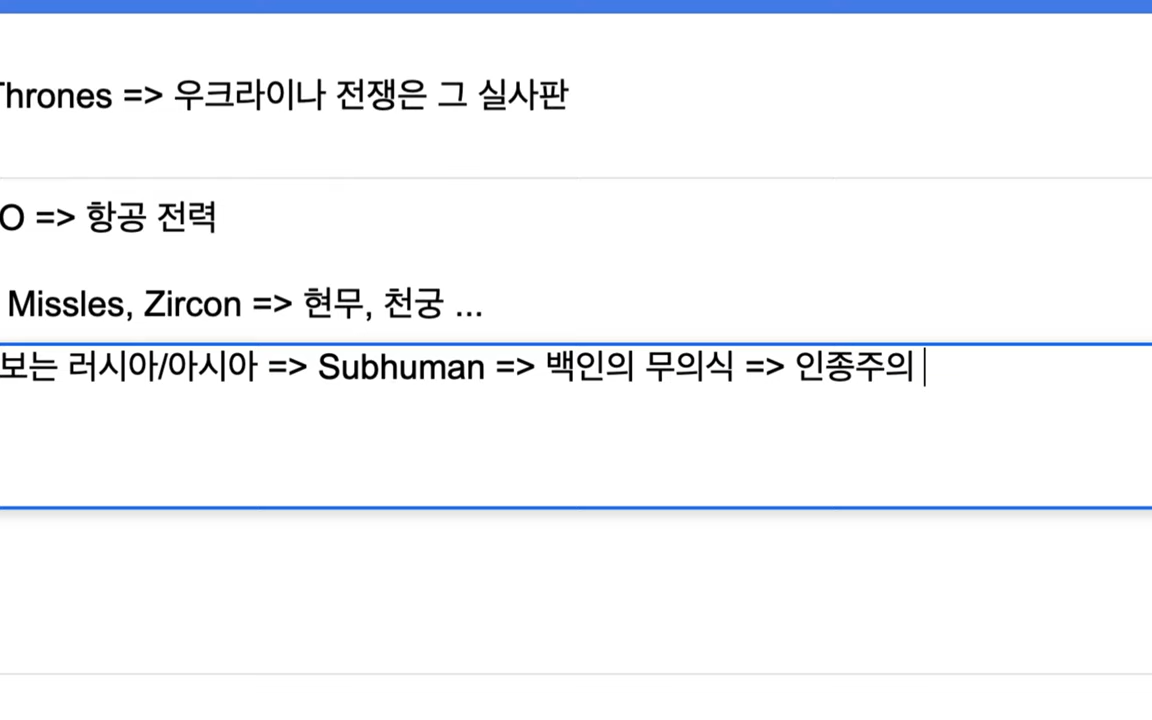 Thrones => 우크라이나 전쟁은 그 실사판
O => 항공 전력
Missles, Zircon => 현무, 천궁 ...
보는 러시아/아시아 => Subhuman => 백인의 무의식 => 인종주의